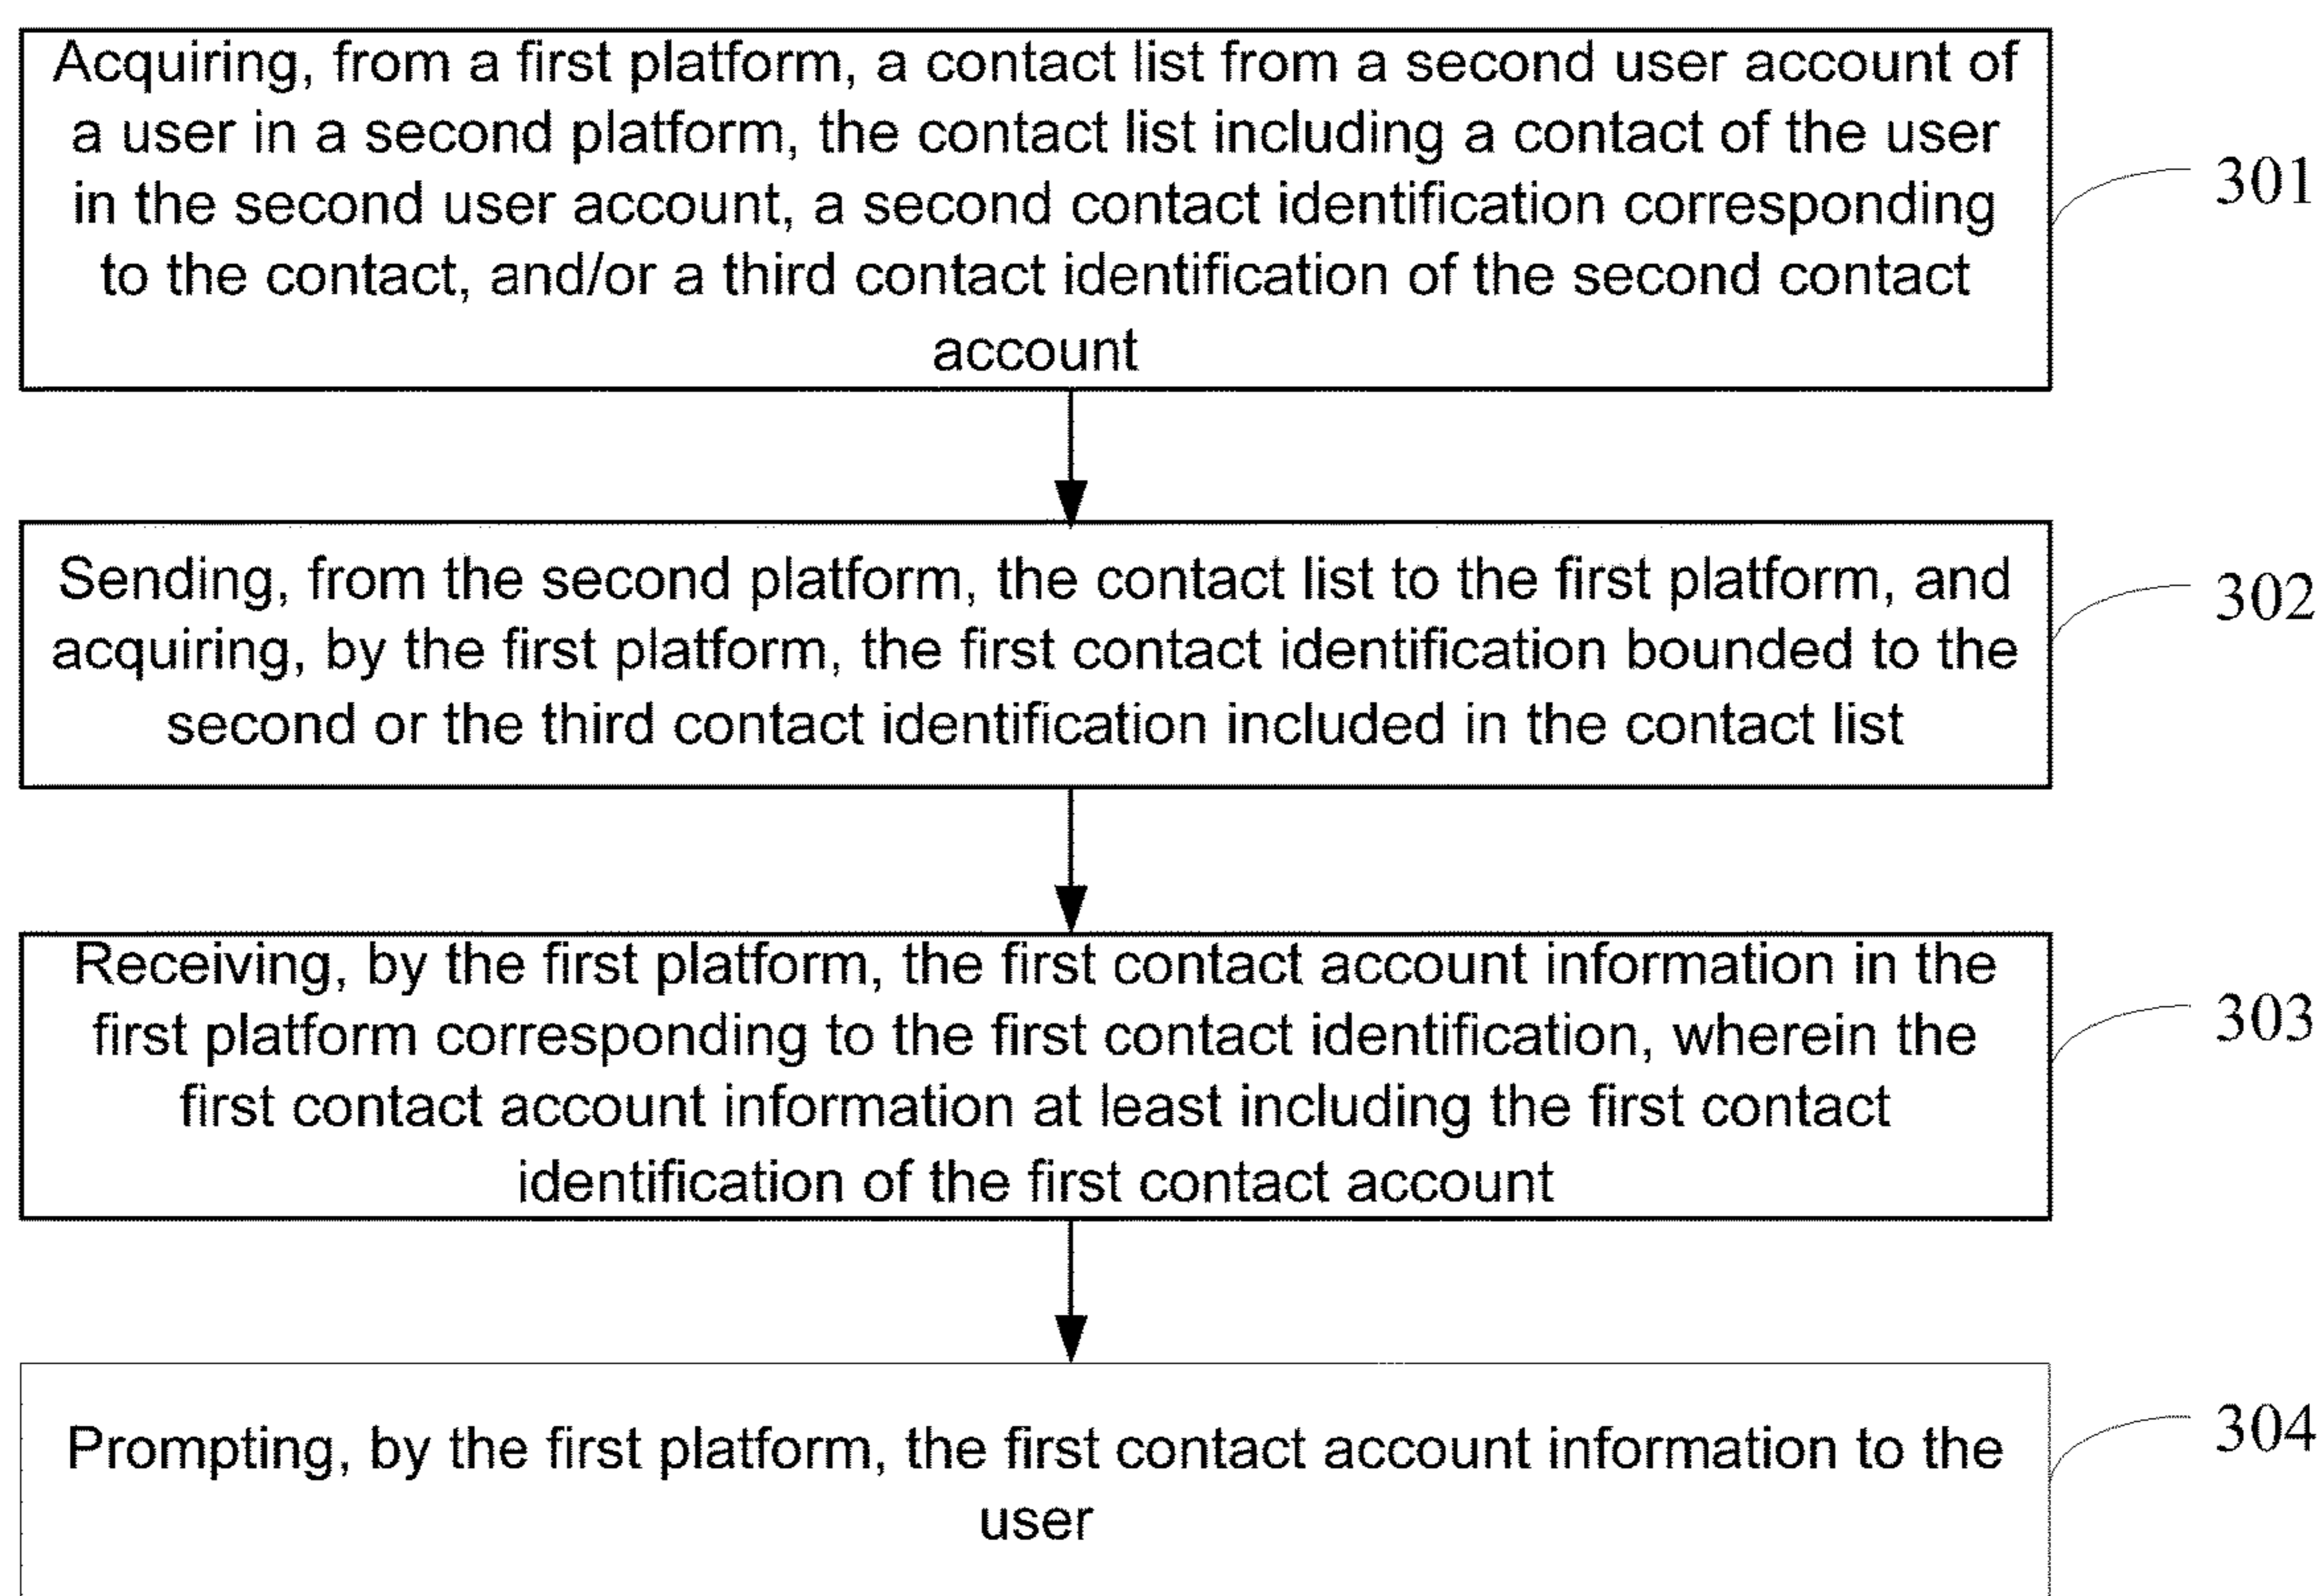 Acquiring, from a first platform, a contact list from a second user account of
a user in a second platform, the contact list including a contact of the user
in the second user account, a second contact identification corresponding
to the contact, and/or a third contact identification of the second contact
account
301
Sending, from the second platform, the contact list to the first platform, and
acquiring, by the first platform, the first contact identification bounded to the
second or the third contact identification included in the contact list
302
Receiving, by the first platform, the first contact account information in the
first platform corresponding to the first contact identification, wherein the
first contact account information at least including the first contact
identification of the first contact account
303
Prompting, by the first platform, the first contact account information to the
user
304